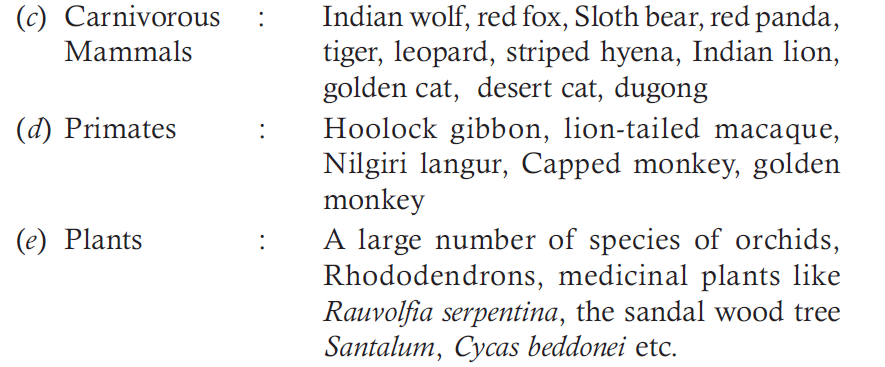 (c) Carnivorous : Indian wolf, red fox, Sloth bear, red panda,
Mammals tiger, leopard, striped hyena, Indian lion,
golden cat, desert cat, dugong
(d) Primates : Hoolock gibbon, lion-tailed macaque,
Nilgiri langur, Capped monkey, golden
monkey
(e) Plants : A large number of species of orchids,
Rhododendrons, medicinal plants like
Rauvolfia serpentina, the sandal wood tree
Santalum, Cycas beddonei etc.